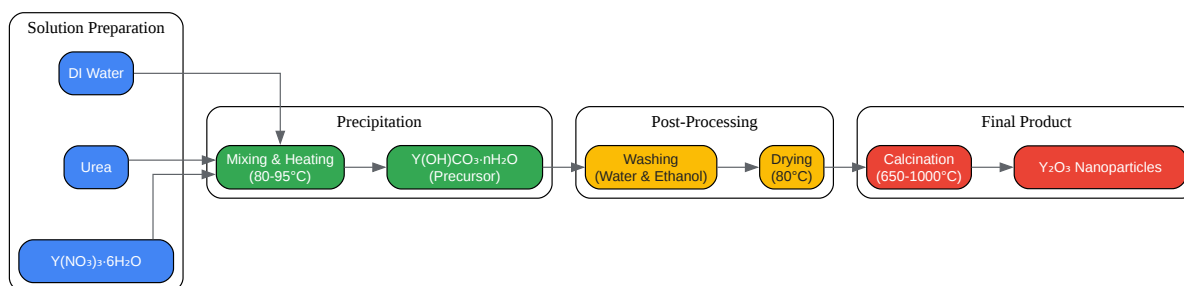 Solution Preparation
DI Water
Urea
Y(NO₃)₃·6H₂O
Precipitation
Mixing & Heating
(80-95°C)
Y(OH)CO₃·nH₂O
(Precursor)
Post-Processing
Washing
(Water & Ethanol)
Drying
(80°C)
Final Product
Calcination
(650-1000°C)
Y₂O₃ Nanoparticles